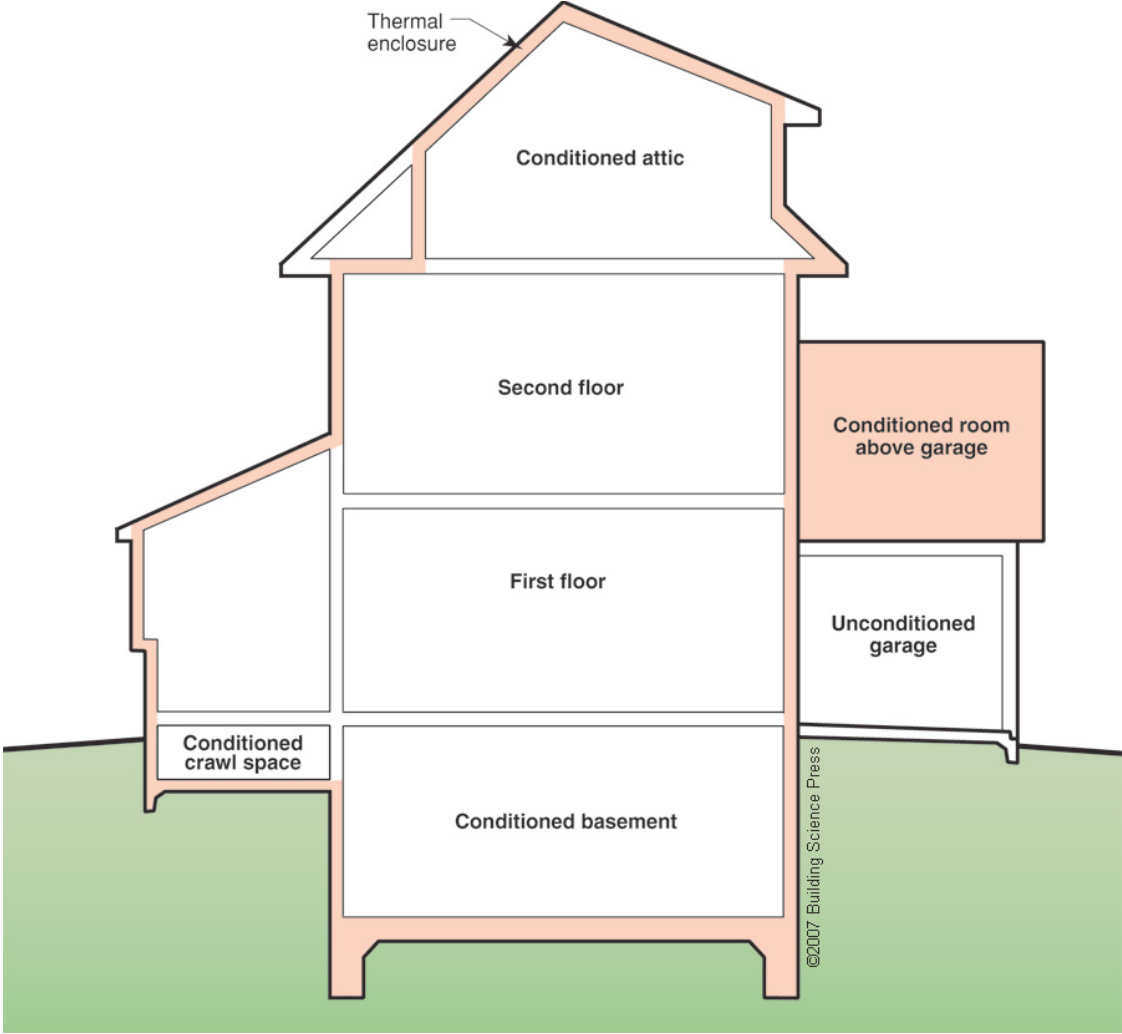 Thermal
enclosure
Conditioned attic
Second floor
Conditioned room
above garage
First floor
Unconditioned
garage
Conditioned
crawl space
Conditioned basement
©2007 Building Science Press